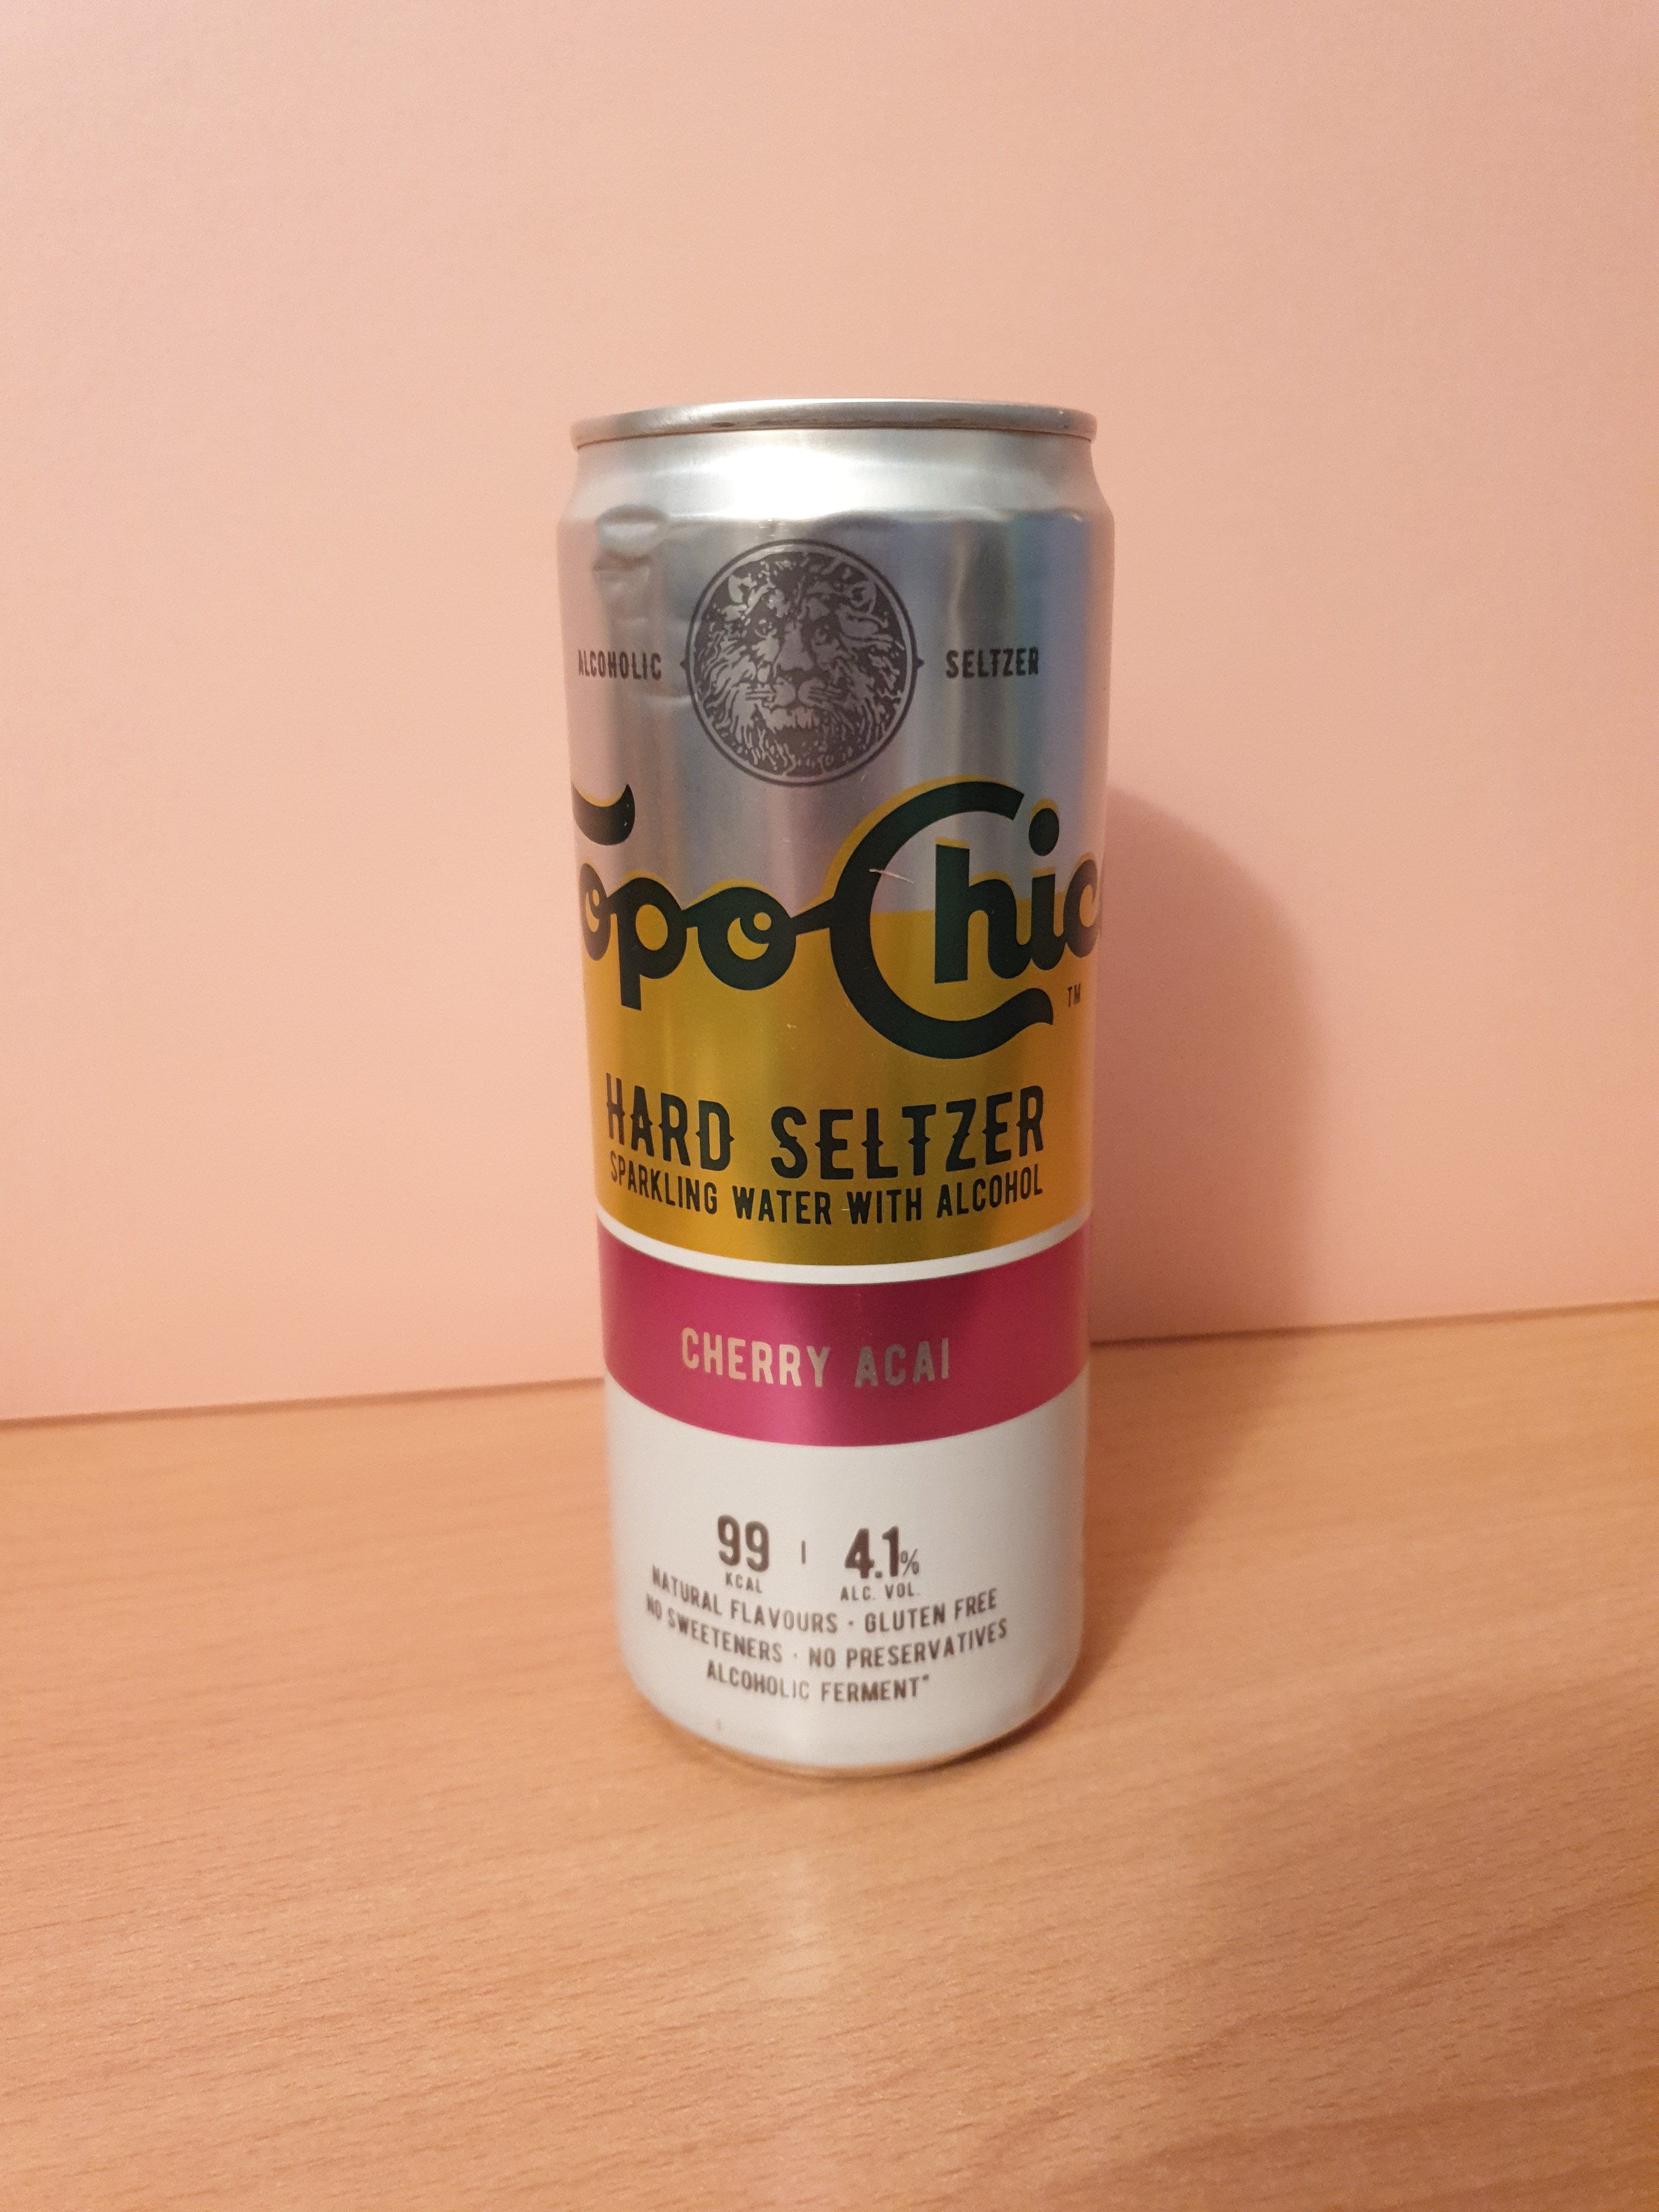 ALCOHOLIC SELTZER
Topo Chic
TM
HARD SELTZER
SPARKLING WATER WITH ALCOHOL
CHERRY ACAI
99 | 4.1%
KCAL ALC. VOL.
NATURAL FLAVOURS · GLUTEN FREE
NO SWEETENERS · NO PRESERVATIVES
ALCOHOLIC FERMENT*